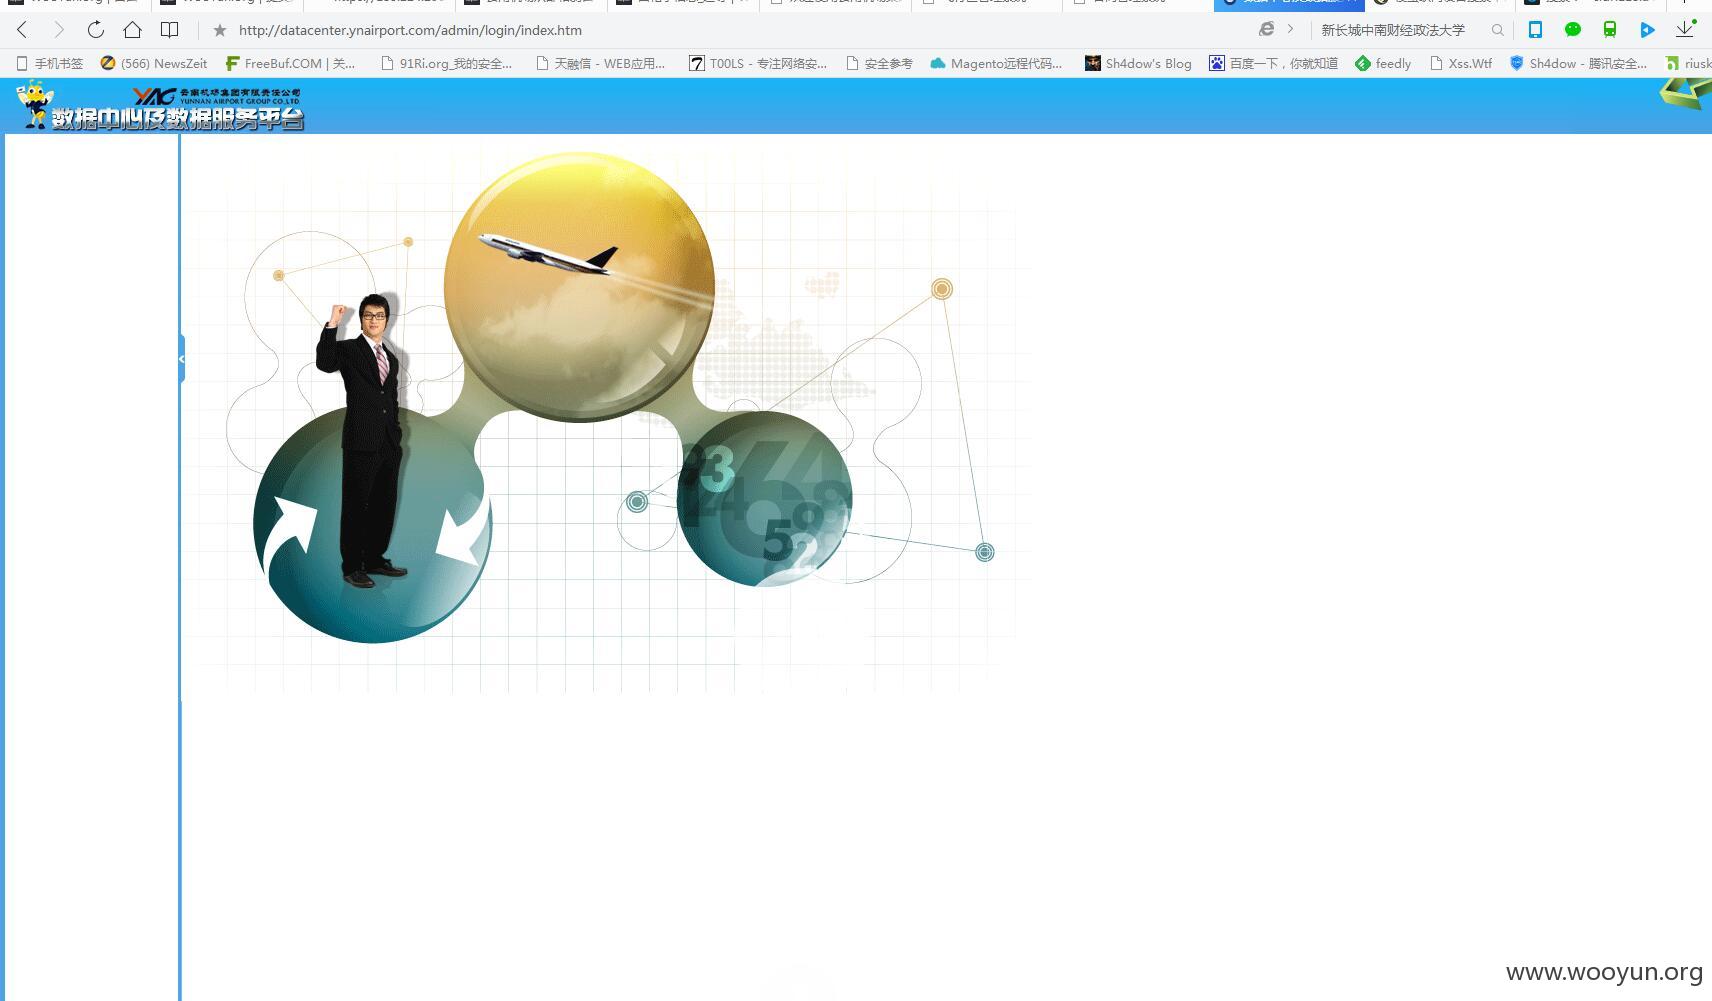 http://datacenter.ynairport.com/admin/login/index.htm
新长城中南财经政法大学
手机书签
(566) NewsZeit
FreeBuf.COM | 关...
91Ri.org_我的安全...
天融信 - WEB应用...
T00LS - 专注网络安...
安全参考
Magento远程代码...
Sh4dow's Blog
百度一下，你就知道
feedly
Xss.Wtf
Sh4dow - 腾讯安全...
riusk
YAG
云南机场集团有限责任公司
YUNNAN AIRPORT GROUP CO.,LTD.
数据中心及数据服务平台
www.wooyun.org